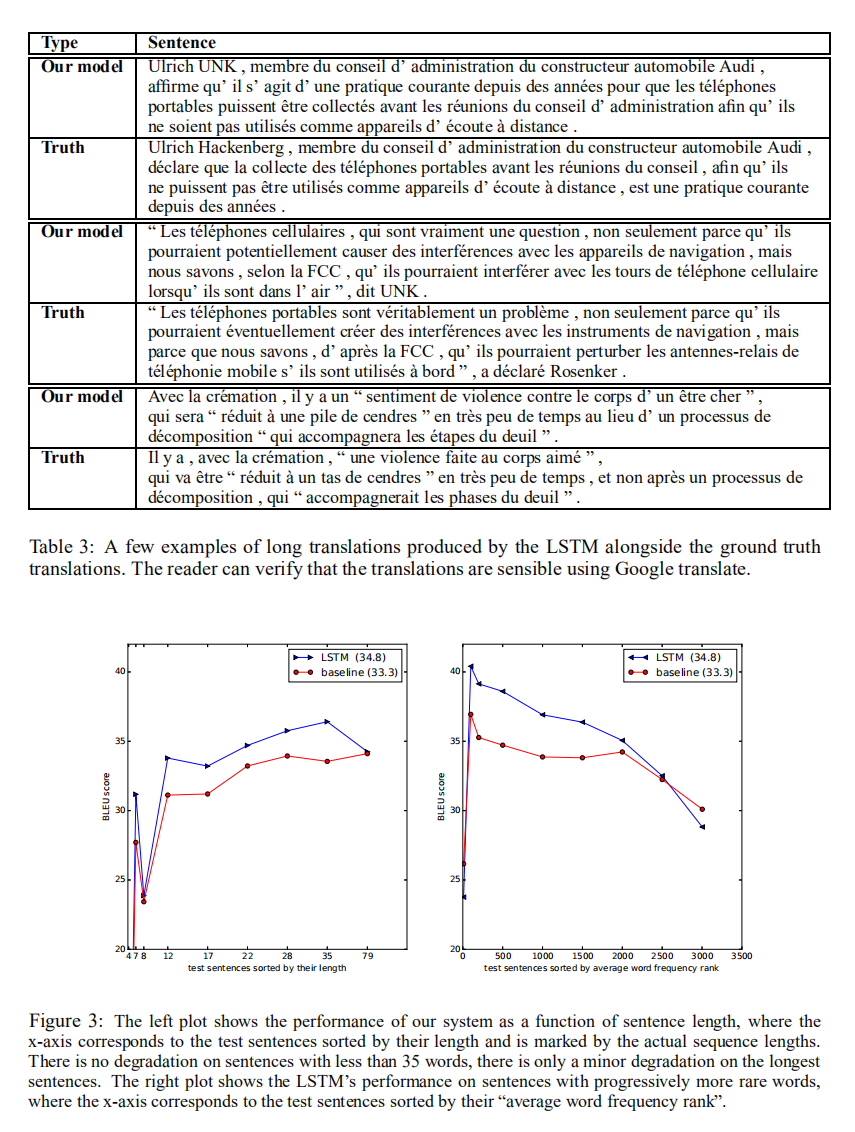 Type Sentence
Our model Ulrich UNK , membre du conseil d’ administration du constructeur automobile Audi ,
affirme qu’ il s’ agit d’ une pratique courante depuis des années pour que les téléphones
portables puissent être collectés avant les réunions du conseil d’ administration afin qu’ ils
ne soient pas utilisés comme appareils d’ écoute à distance .
Truth Ulrich Hackenberg , membre du conseil d’ administration du constructeur automobile Audi ,
déclare que la collecte des téléphones portables avant les réunions du conseil , afin qu’ ils
ne puissent pas être utilisés comme appareils d’ écoute à distance , est une pratique courante
depuis des années .
Our model “ Les téléphones cellulaires , qui sont vraiment une question , non seulement parce qu’ ils
pourraient potentiellement causer des interférences avec les appareils de navigation , mais
nous savons , selon la FCC , qu’ ils pourraient interférer avec les tours de téléphone cellulaire
lorsqu’ ils sont dans l’ air ” , dit UNK .
Truth “ Les téléphones portables sont véritablement un problème , non seulement parce qu’ ils
pourraient éventuellement créer des interférences avec les instruments de navigation , mais
parce que nous savons , d’ après la FCC , qu’ ils pourraient perturber les antennes-relais de
téléphonie mobile s’ ils sont utilisés à bord ” , a déclaré Rosenker .
Our model Avec la crémation , il y a un “ sentiment de violence contre le corps d’ un être cher ” ,
qui sera “ réduit à une pile de cendres ” en très peu de temps au lieu d’ un processus de
décomposition “ qui accompagnera les étapes du deuil ” .
Truth Il y a , avec la crémation , “ une violence faite au corps aimé ” ,
qui va être “ réduit à un tas de cendres ” en très peu de temps , et non après un processus de
décomposition , qui “ accompagnerait les phases du deuil ” .
Table 3: A few examples of long translations produced by the LSTM alongside the ground truth
translations. The reader can verify that the translations are sensible using Google translate.
LSTM (34.8)
baseline (33.3)
40
35
30
25
20
BLEU score
4 7 8 12 17 22 28 35 79
test sentences sorted by their length
LSTM (34.8)
baseline (33.3)
40
35
30
25
20
BLEU score
0 500 1000 1500 2000 2500 3000 3500
test sentences sorted by average word frequency rank
Figure 3: The left plot shows the performance of our system as a function of sentence length, where the
x-axis corresponds to the test sentences sorted by their length and is marked by the actual sequence lengths.
There is no degradation on sentences with less than 35 words, there is only a minor degradation on the longest
sentences. The right plot shows the LSTM’s performance on sentences with progressively more rare words,
where the x-axis corresponds to the test sentences sorted by their “average word frequency rank”.